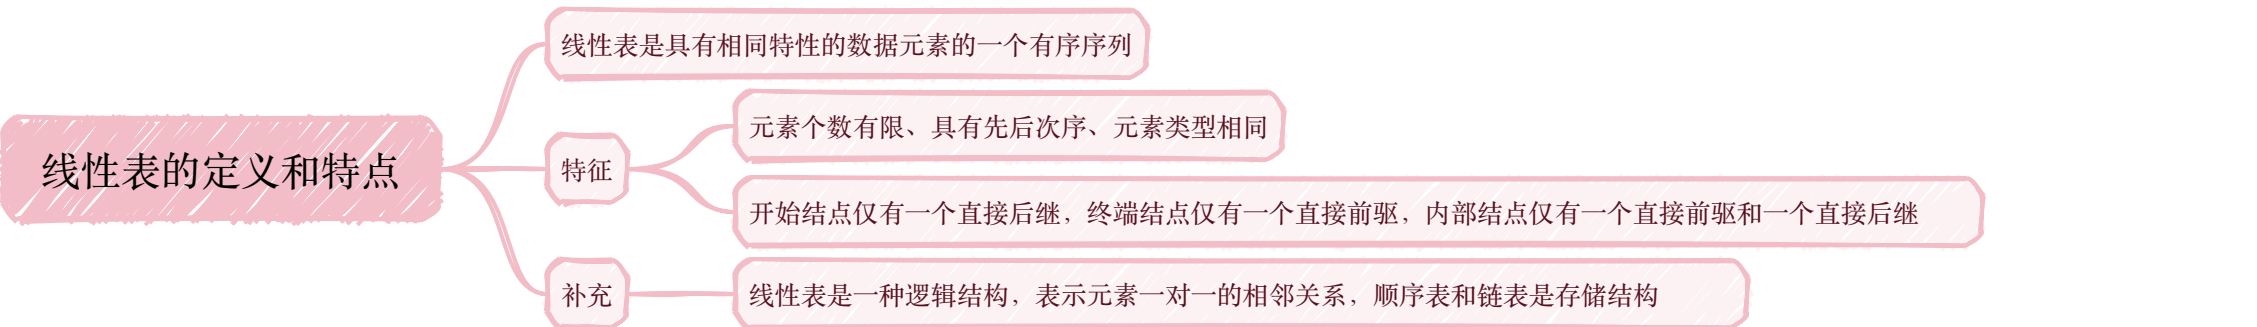 线性表的定义和特点
线性表是具有相同特性的数据元素的一个有序序列
特征
元素个数有限、具有先后次序、元素类型相同
开始结点仅有一个直接后继，终端结点仅有一个直接前驱，内部结点仅有一个直接前驱和一个直接后继
补充
线性表是一种逻辑结构，表示元素一对一的相邻关系，顺序表和链表是存储结构